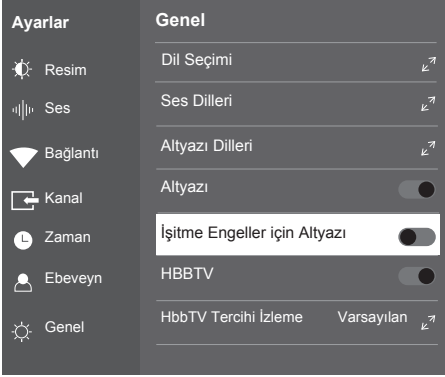 Ayarlar
Resim
Ses
Bağlantı
Kanal
Zaman
Ebeveyn
Genel
Genel
Dil Seçimi
Ses Dilleri
Altyazı Dilleri
Altyazı
İşitme Engeller için Altyazı
HBBTV
HbbTV Tercihi İzleme Varsayılan